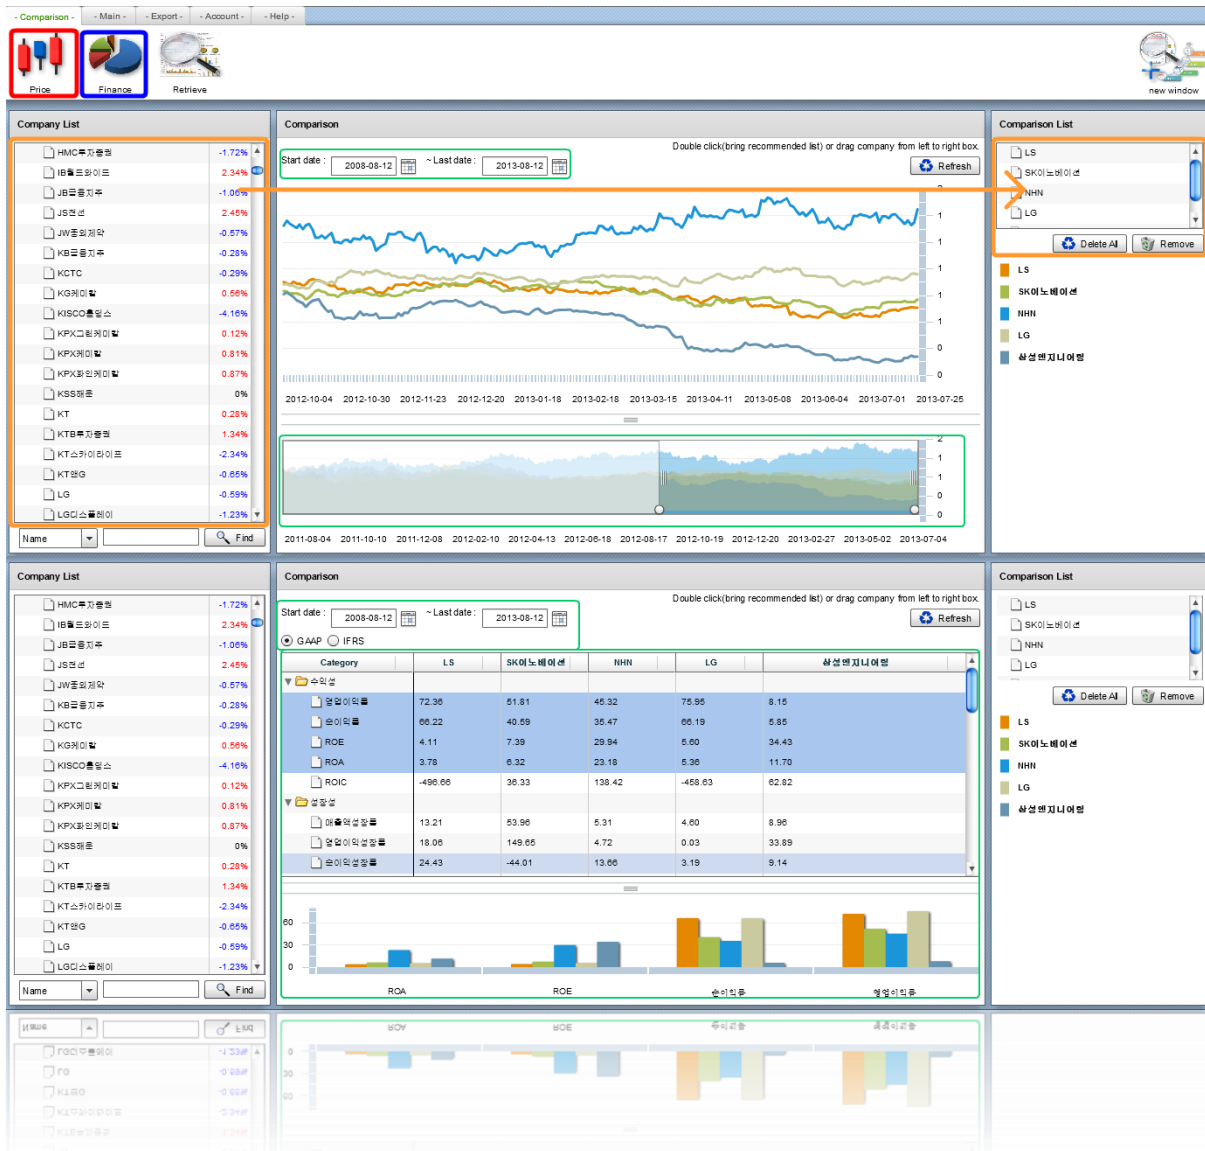 - Comparison -
- Main -
- Export -
- Account -
- Help -
Price
Finance
Retrieve
new window
Company List
HMC투자증권 -1.72%
IB월드와이드 2.34%
JB금융지주 -1.06%
JS전선 2.45%
JW중외제약 -0.57%
KB금융지주 -0.28%
KCTC -0.29%
KG케미칼 0.56%
KISCO홀딩스 -4.16%
KPX그린케미칼 0.12%
KPX케미칼 0.81%
KPX화인케미칼 0.87%
KSS해운 0%
KT 0.28%
KTB투자증권 1.34%
KT스카이라이프 -2.34%
KT앤G -0.65%
LG -0.59%
LG디스플레이 -1.23%
Name
Find
Comparison
Double click(bring recommended list) or drag company from left to right box.
Start date : 2008-08-12 ~ Last date : 2013-08-12
Refresh
1
1
1
1
1
0
0
2012-10-04 2012-10-30 2012-11-23 2012-12-20 2013-01-18 2013-02-18 2013-03-15 2013-04-11 2013-05-08 2013-06-04 2013-07-01 2013-07-25
2
1
1
0
0
2011-08-04 2011-10-10 2011-12-08 2012-02-10 2012-04-13 2012-06-18 2012-08-17 2012-10-19 2012-12-20 2013-02-27 2013-05-02 2013-07-04
Comparison List
LS
SK이노베이션
NHN
LG
Delete All
Remove
LS
SK이노베이션
NHN
LG
삼성엔지니어링
Company List
HMC투자증권 -1.72%
IB월드와이드 2.34%
JB금융지주 -1.06%
JS전선 2.45%
JW중외제약 -0.57%
KB금융지주 -0.28%
KCTC -0.29%
KG케미칼 0.56%
KISCO홀딩스 -4.16%
KPX그린케미칼 0.12%
KPX케미칼 0.81%
KPX화인케미칼 0.87%
KSS해운 0%
KT 0.28%
KTB투자증권 1.34%
KT스카이라이프 -2.34%
KT앤G -0.65%
LG -0.59%
LG디스플레이 -1.23%
Name
Find
Comparison
Double click(bring recommended list) or drag company from left to right box.
Start date : 2008-08-12 ~ Last date : 2013-08-12
Refresh
GAAP IFRS
Category LS SK이노베이션 NHN LG 삼성엔지니어링
수익성
영업이익률 72.36 51.81 45.32 75.95 8.15
순이익률 66.22 40.59 35.47 66.19 5.85
ROE 4.11 7.39 29.94 5.60 34.43
ROA 3.78 6.32 23.18 5.36 11.70
ROIC -496.66 36.33 138.42 -458.63 62.82
성장성
매출액성장률 13.21 53.96 5.31 4.60 8.96
영업이익성장률 18.06 149.65 4.72 0.03 33.89
순이익성장률 24.43 -44.01 13.66 3.19 9.14
60
30
0
ROA ROE 순이익률 영업이익률
Comparison List
LS
SK이노베이션
NHN
LG
Delete All
Remove
LS
SK이노베이션
NHN
LG
삼성엔지니어링